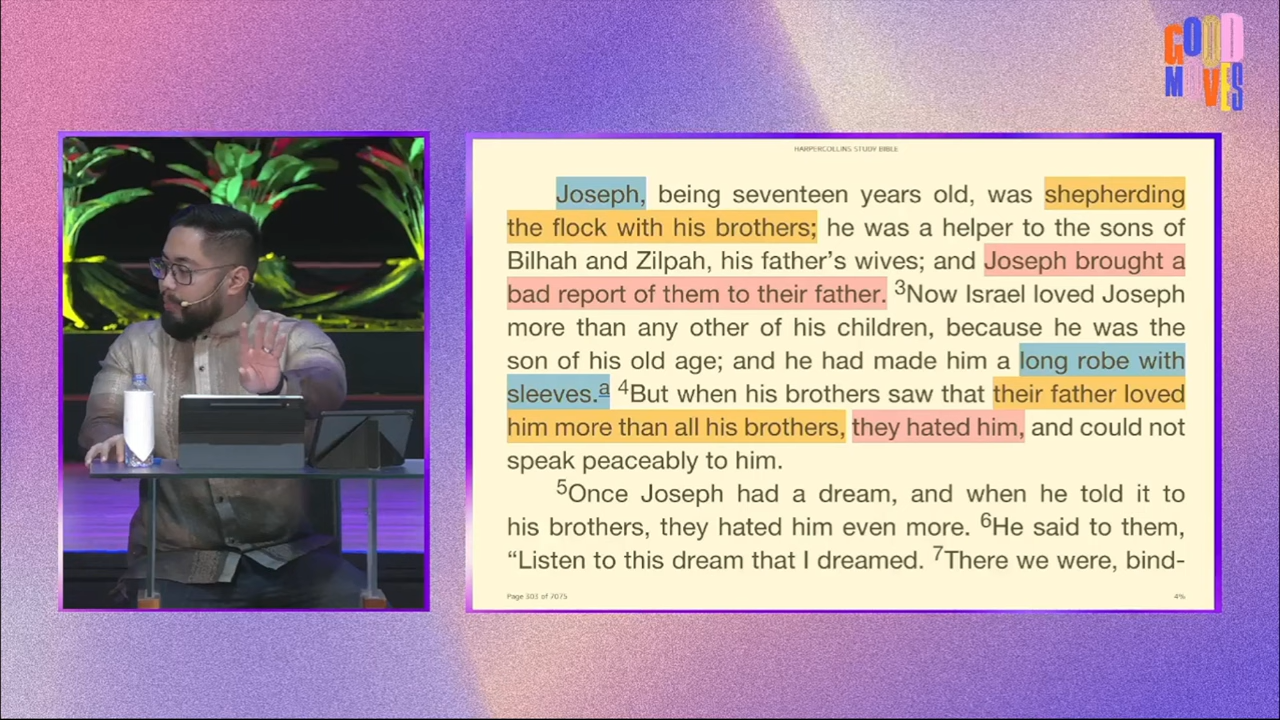 GOOD
MOVES
HARPERCOLLINS STUDY BIBLE
Joseph, being seventeen years old, was shepherding
the flock with his brothers; he was a helper to the sons of
Bilhah and Zilpah, his father’s wives; and Joseph brought a
bad report of them to their father. ³Now Israel loved Joseph
more than any other of his children, because he was the
son of his old age; and he had made him a long robe with
sleeves.ª ⁴But when his brothers saw that their father loved
him more than all his brothers, they hated him, and could not
speak peaceably to him.
⁵Once Joseph had a dream, and when he told it to
his brothers, they hated him even more. ⁶He said to them,
“Listen to this dream that I dreamed. ⁷There we were, bind-
Page 303 of 7075
4%